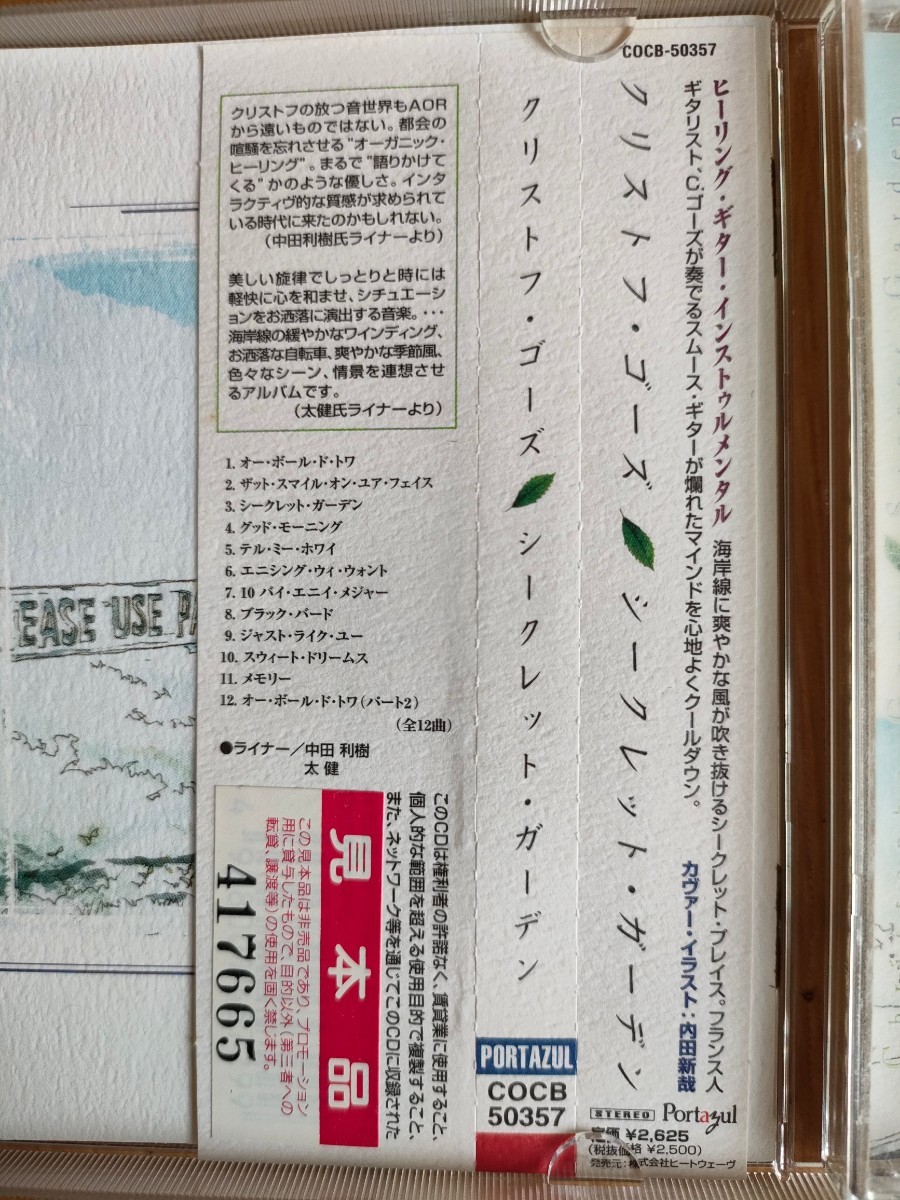 COCB-50357
ヒーリング・ギター・インストゥルメンタル 海岸線に爽やかな風が吹き抜けるシークレット・プレイス。フランス人
ギタリスト、C.ゴーズが奏でるスムース・ギターが爛れたマインドを心地よくクールダウン。
カヴァー・イラスト：内田新哉
クリストフ・ゴーズ シークレット・ガーデン
STEREO Portazul
定価 ¥2,625
(税抜価格 ¥2,500)
発売元：株式会社ヒートウェーヴ
クリストフ・ゴーズ シークレット・ガーデン
PORTAZUL
COCB
50357
クリストフの放つ音世界もAOR
から遠いものではない。都会の
喧騒を忘れさせる"オーガニック・
ヒーリング"。まるで"語りかけて
くる"かのような優しさ。インタ
ラクティヴ的な質感が求められて
いる時代に来たのかもしれない。
（中田利樹氏ライナーより）
美しい旋律でしっとりと時には
軽快に心を和ませ、シチュエーシ
ョンをお洒落に演出する音楽。･･･
海岸線の緩やかなワインディング、
お洒落な自転車、爽やかな季節風、
色々なシーン、情景を連想させ
るアルバムです。
（太健氏ライナーより）
1. オー・ボール・ド・トワ
2. ザット・スマイル・オン・ユア・フェイス
3. シークレット・ガーデン
4. グッド・モーニング
5. テル・ミー・ホワイ
6. エニシング・ウィ・ウォント
7. 10 バイ・エニイ・メジャー
8. ブラック・バード
9. ジャスト・ライク・ユー
10. スウィート・ドリームス
11. メモリー
12. オー・ボール・ド・トワ（パート2）
（全12曲）
●ライナー／中田 利樹
太 健
このCDは権利者の許諾なく、賃貸業に使用すること、
個人的な範囲を超える使用目的で複製すること、
また、ネットワーク等を通じてこのCDに収録された
見本品
この見本品は非売品であり、プロモーション
用に貸与したもので、目的以外（第三者への
転貸、譲渡等）の使用を固く禁じます。
417665
EASE USE PA